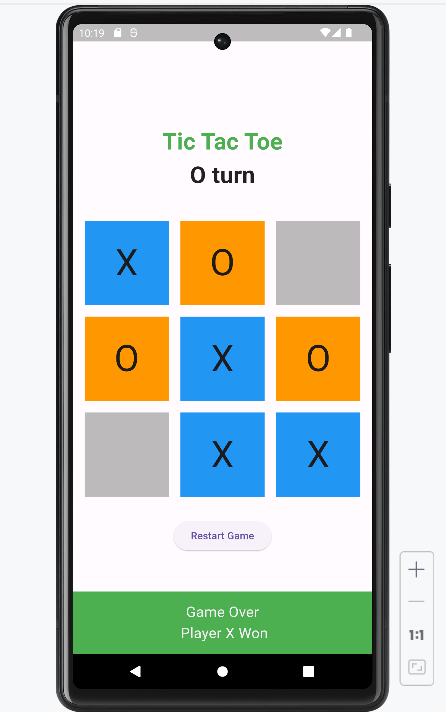 10:19
Tic Tac Toe
O turn
X O
O X O
X X
Restart Game
Game Over
Player X Won
1:1